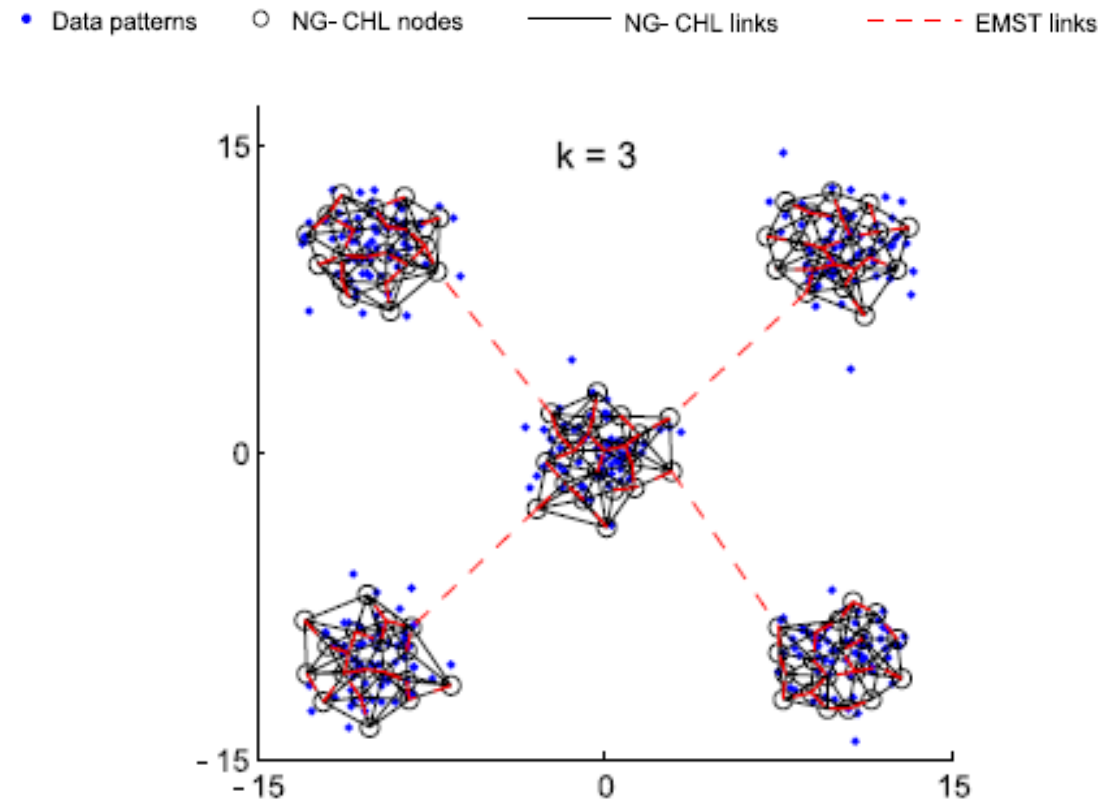 Data patterns NG- CHL nodes NG- CHL links EMST links
k = 3
15
0
- 15
- 15 0 15